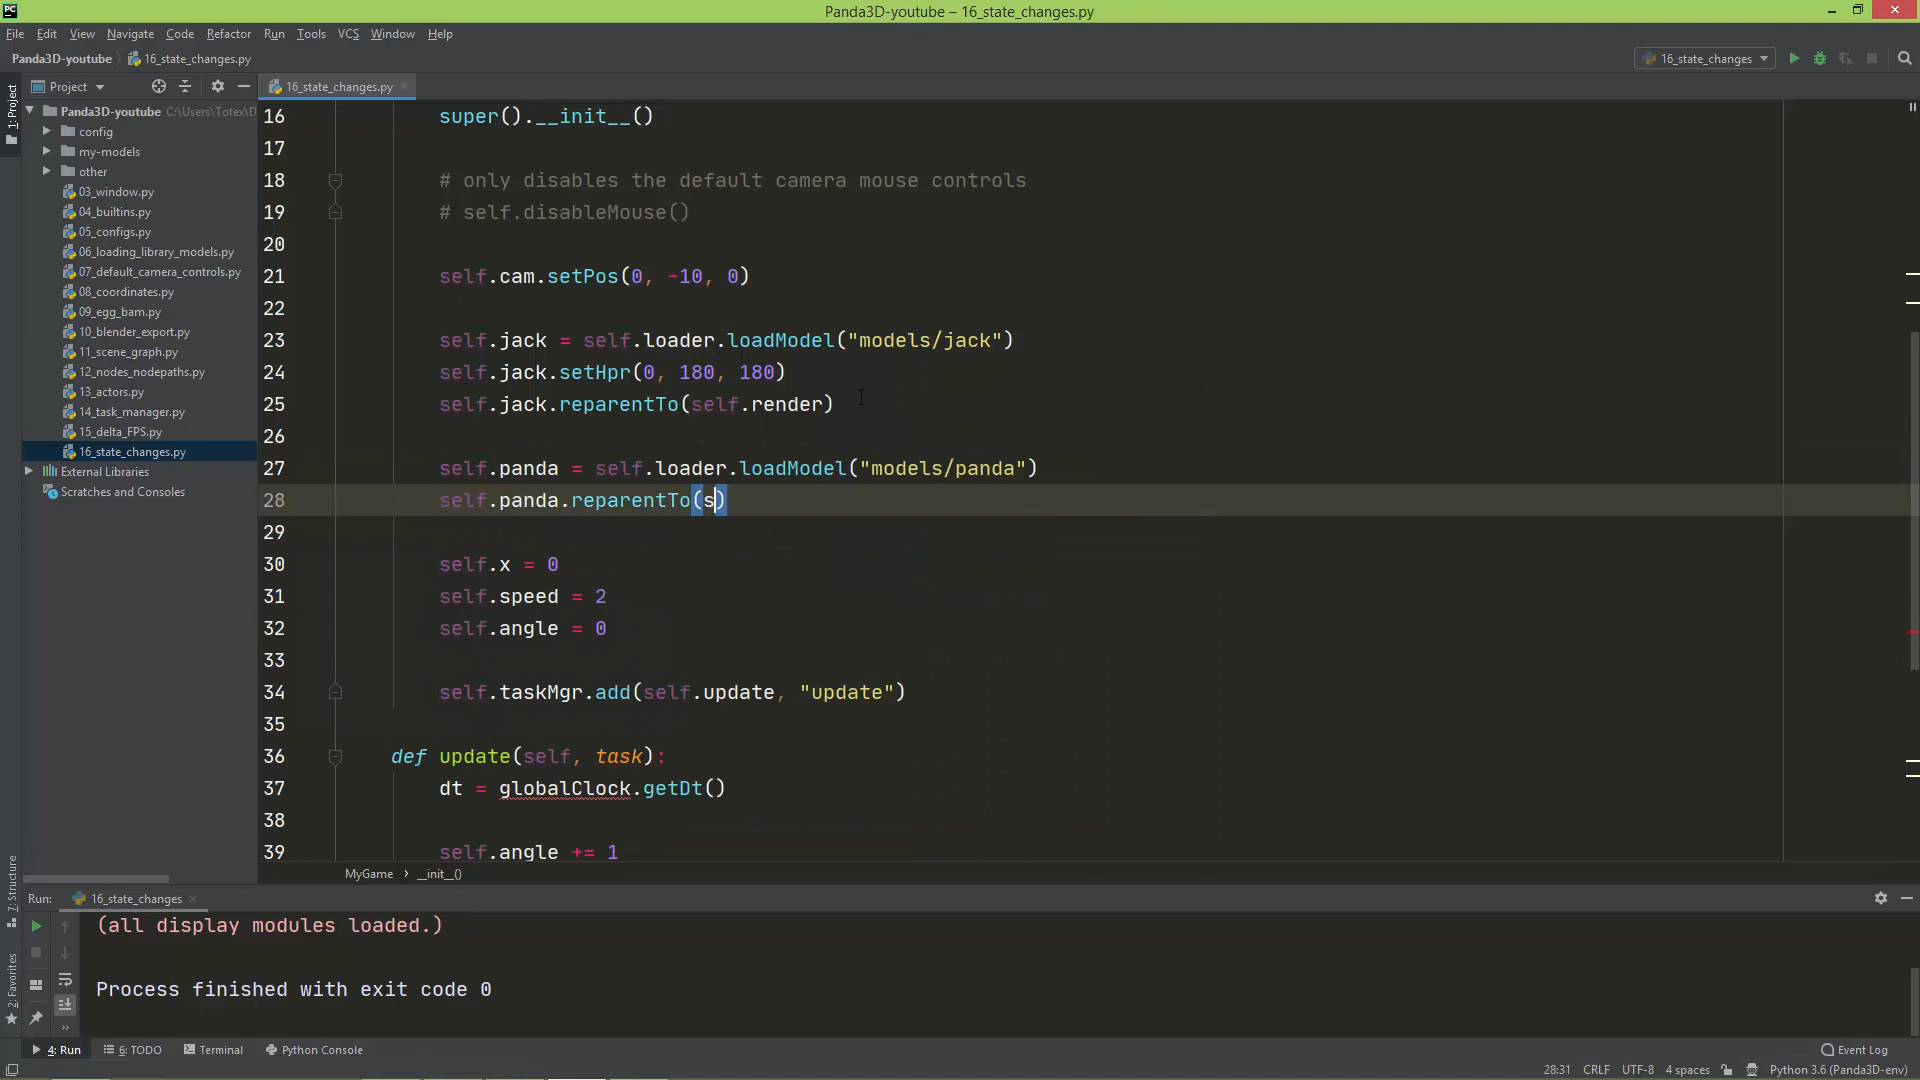 Panda3D-youtube – 16_state_changes.py
File Edit View Navigate Code Refactor Run Tools VCS Window Help
Panda3D-youtube 16_state_changes.py
16_state_changes
Project
16_state_changes.py
1: Project
Panda3D-youtube C:\Users\Totex\D
config
my-models
other
03_window.py
04_builtins.py
05_configs.py
06_loading_library_models.py
07_default_camera_controls.py
08_coordinates.py
09_egg_bam.py
10_blender_export.py
11_scene_graph.py
12_nodes_nodepaths.py
13_actors.py
14_task_manager.py
15_delta_FPS.py
16_state_changes.py
External Libraries
Scratches and Consoles
16 super().__init__()
17
18 # only disables the default camera mouse controls
19 # self.disableMouse()
20
21 self.cam.setPos(0, -10, 0)
22
23 self.jack = self.loader.loadModel("models/jack")
24 self.jack.setHpr(0, 180, 180)
25 self.jack.reparentTo(self.render)
26
27 self.panda = self.loader.loadModel("models/panda")
28 self.panda.reparentTo(s)
29
30 self.x = 0
31 self.speed = 2
32 self.angle = 0
33
34 self.taskMgr.add(self.update, "update")
35
36 def update(self, task):
37 dt = globalClock.getDt()
38
39 self.angle += 1
MyGame › __init__()
7: Structure
2: Favorites
Run: 16_state_changes
(all display modules loaded.)
Process finished with exit code 0
4: Run 6: TODO Terminal Python Console Event Log
28:31 CRLF UTF-8 4 spaces Python 3.6 (Panda3D-env)